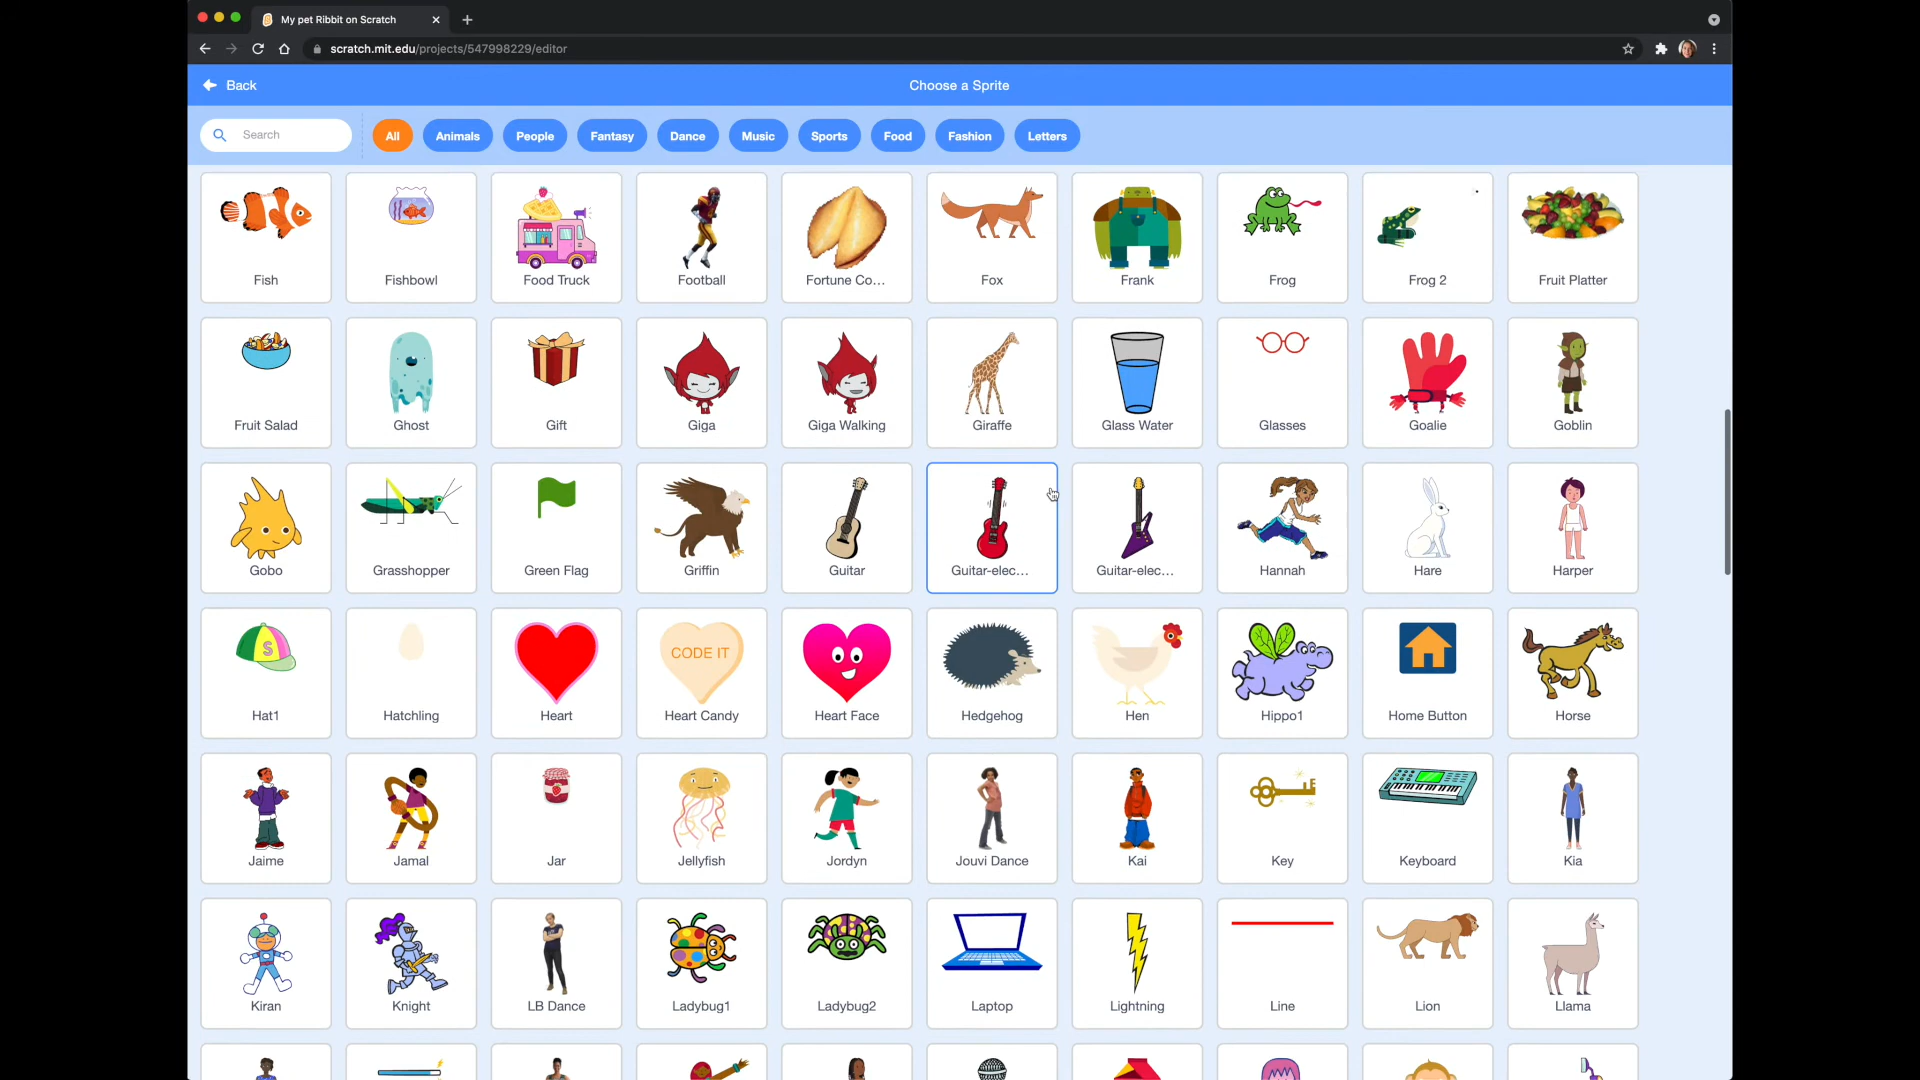 My pet Ribbit on Scratch
scratch.mit.edu/projects/547998229/editor
Back
Choose a Sprite
Search
All
Animals
People
Fantasy
Dance
Music
Sports
Food
Fashion
Letters
Fish
Fishbowl
Food Truck
Football
Fortune Co...
Fox
Frank
Frog
Frog 2
Fruit Platter
Fruit Salad
Ghost
Gift
Giga
Giga Walking
Giraffe
Glass Water
Glasses
Goalie
Goblin
Gobo
Grasshopper
Green Flag
Griffin
Guitar
Guitar-elec...
Guitar-elec...
Hannah
Hare
Harper
S
CODE IT
Hat1
Hatchling
Heart
Heart Candy
Heart Face
Hedgehog
Hen
Hippo1
Home Button
Horse
Jaime
Jamal
Jar
Jellyfish
Jordyn
Jouvi Dance
Kai
Key
Keyboard
Kia
Kiran
Knight
LB Dance
Ladybug1
Ladybug2
Laptop
Lightning
Line
Lion
Llama